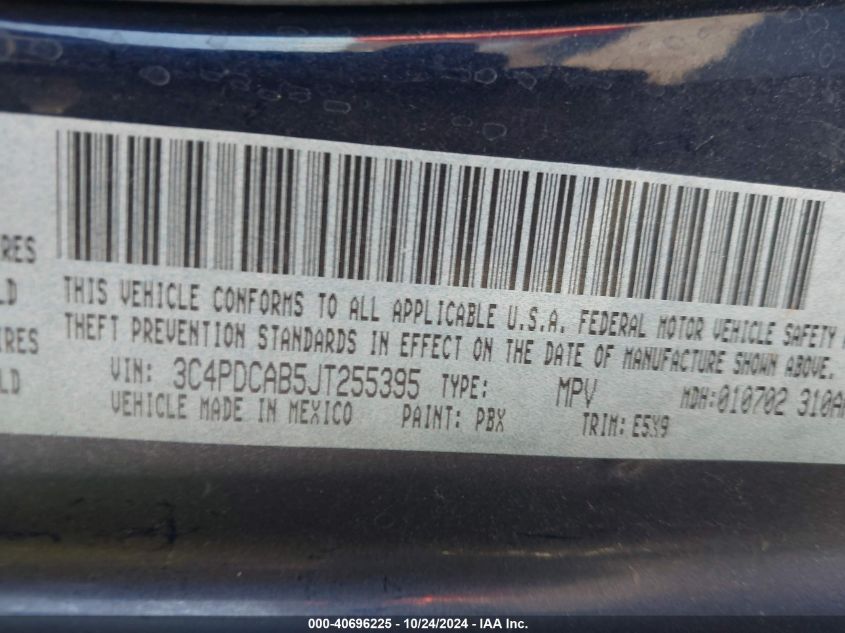 RES
LD
IRES
LD
THIS VEHICLE CONFORMS TO ALL APPLICABLE U.S.A. FEDERAL MOTOR VEHICLE SAFETY
THEFT PREVENTION STANDARDS IN EFFECT ON THE DATE OF MANUFACTURE SHOWN ABOVE.
VIN: 3C4PDCAB5JT255395 TYPE: MPV MDH:010702 310A
VEHICLE MADE IN MEXICO PAINT: PBX TRIM: E5X9
000-40696225 - 10/24/2024 - IAA Inc.